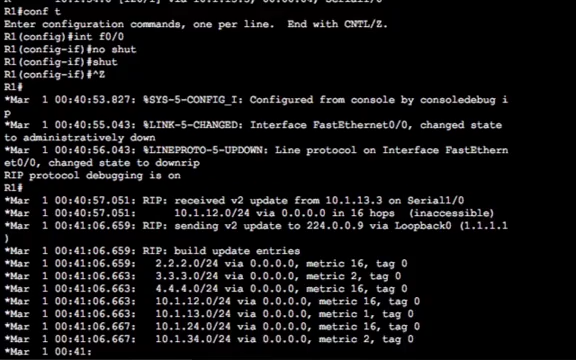 R1#conf t
Enter configuration commands, one per line.  End with CNTL/Z.
R1(config)#int f0/0
R1(config-if)#no shut
R1(config-if)#shut
R1(config-if)#^Z
R1#
*Mar  1 00:40:53.827: %SYS-5-CONFIG_I: Configured from console by consoledebug i
p
*Mar  1 00:40:55.043: %LINK-5-CHANGED: Interface FastEthernet0/0, changed state
to administratively down
*Mar  1 00:40:56.043: %LINEPROTO-5-UPDOWN: Line protocol on Interface FastEthern
et0/0, changed state to downrip
RIP protocol debugging is on
R1#
*Mar  1 00:40:57.051: RIP: received v2 update from 10.1.13.3 on Serial1/0
*Mar  1 00:40:57.051:      10.1.12.0/24 via 0.0.0.0 in 16 hops  (inaccessible)
*Mar  1 00:41:06.659: RIP: sending v2 update to 224.0.0.9 via Loopback0 (1.1.1.1
)
*Mar  1 00:41:06.659: RIP: build update entries
*Mar  1 00:41:06.659:   2.2.2.0/24 via 0.0.0.0, metric 16, tag 0
*Mar  1 00:41:06.663:   3.3.3.0/24 via 0.0.0.0, metric 2, tag 0
*Mar  1 00:41:06.663:   4.4.4.0/24 via 0.0.0.0, metric 16, tag 0
*Mar  1 00:41:06.663:   10.1.12.0/24 via 0.0.0.0, metric 16, tag 0
*Mar  1 00:41:06.663:   10.1.13.0/24 via 0.0.0.0, metric 1, tag 0
*Mar  1 00:41:06.667:   10.1.24.0/24 via 0.0.0.0, metric 16, tag 0
*Mar  1 00:41:06.667:   10.1.34.0/24 via 0.0.0.0, metric 2, tag 0
*Mar  1 00:41: